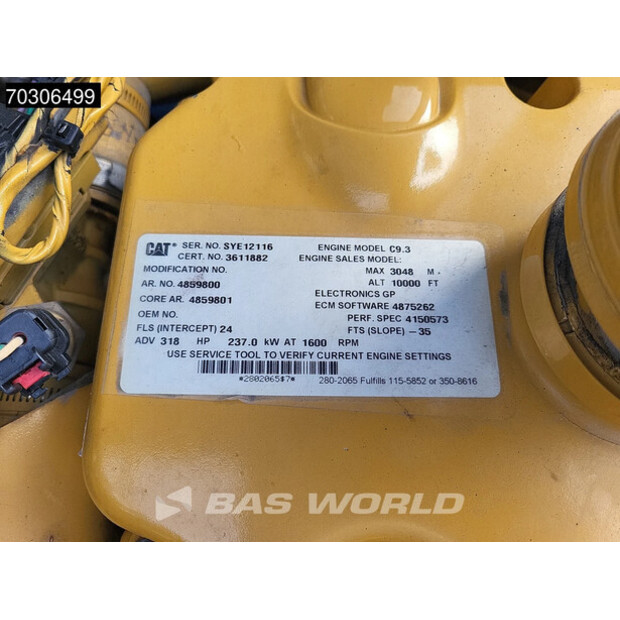 70306499
CAT® SER. NO. SYE12116 ENGINE MODEL C9.3
CERT. NO. 3611882 ENGINE SALES MODEL:
MODIFICATION NO. MAX 3048 M
AR. NO. 4859800 ALT 10000 FT
CORE AR. 4859801 ELECTRONICS GP
OEM NO. ECM SOFTWARE 4875262
PERF. SPEC 4150573
FLS (INTERCEPT) 24 FTS (SLOPE) -35
ADV 318 HP 237.0 kW AT 1600 RPM
USE SERVICE TOOL TO VERIFY CURRENT ENGINE SETTINGS
*2802065$7* 280-2065 Fulfills 115-5852 or 350-8616
BAS WORLD